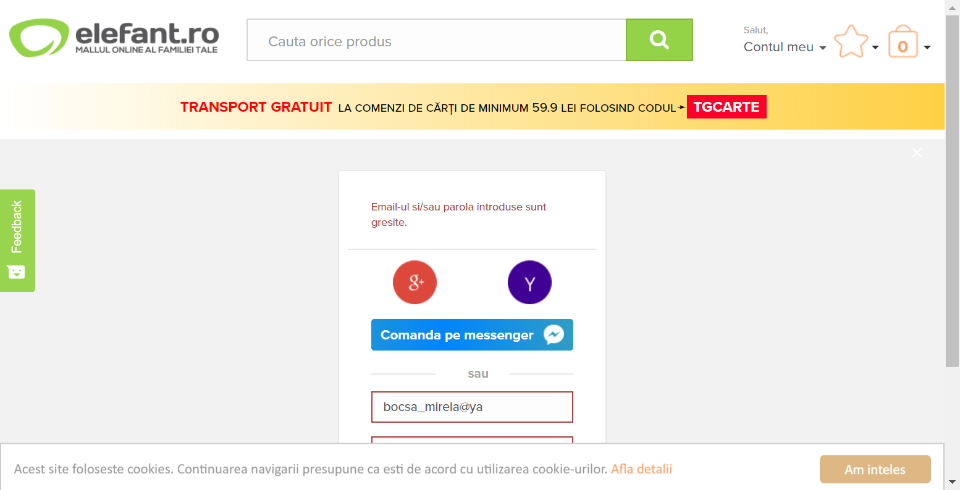 elefant.ro
MALLUL ONLINE AL FAMILIEI TALE
Cauta orice produs
Salut,
Contul meu
0
TRANSPORT GRATUIT LA COMENZI DE CĂRȚI DE MINIMUM 59.9 LEI FOLOSIND CODUL TGCARTE
Feedback
Email-ul si/sau parola introduse sunt
gresite.
g+ Y
Comanda pe messenger
sau
bocsa_mirela@ya
Acest site foloseste cookies. Continuarea navigarii presupune ca esti de acord cu utilizarea cookie-urilor. Afla detalii
Am inteles